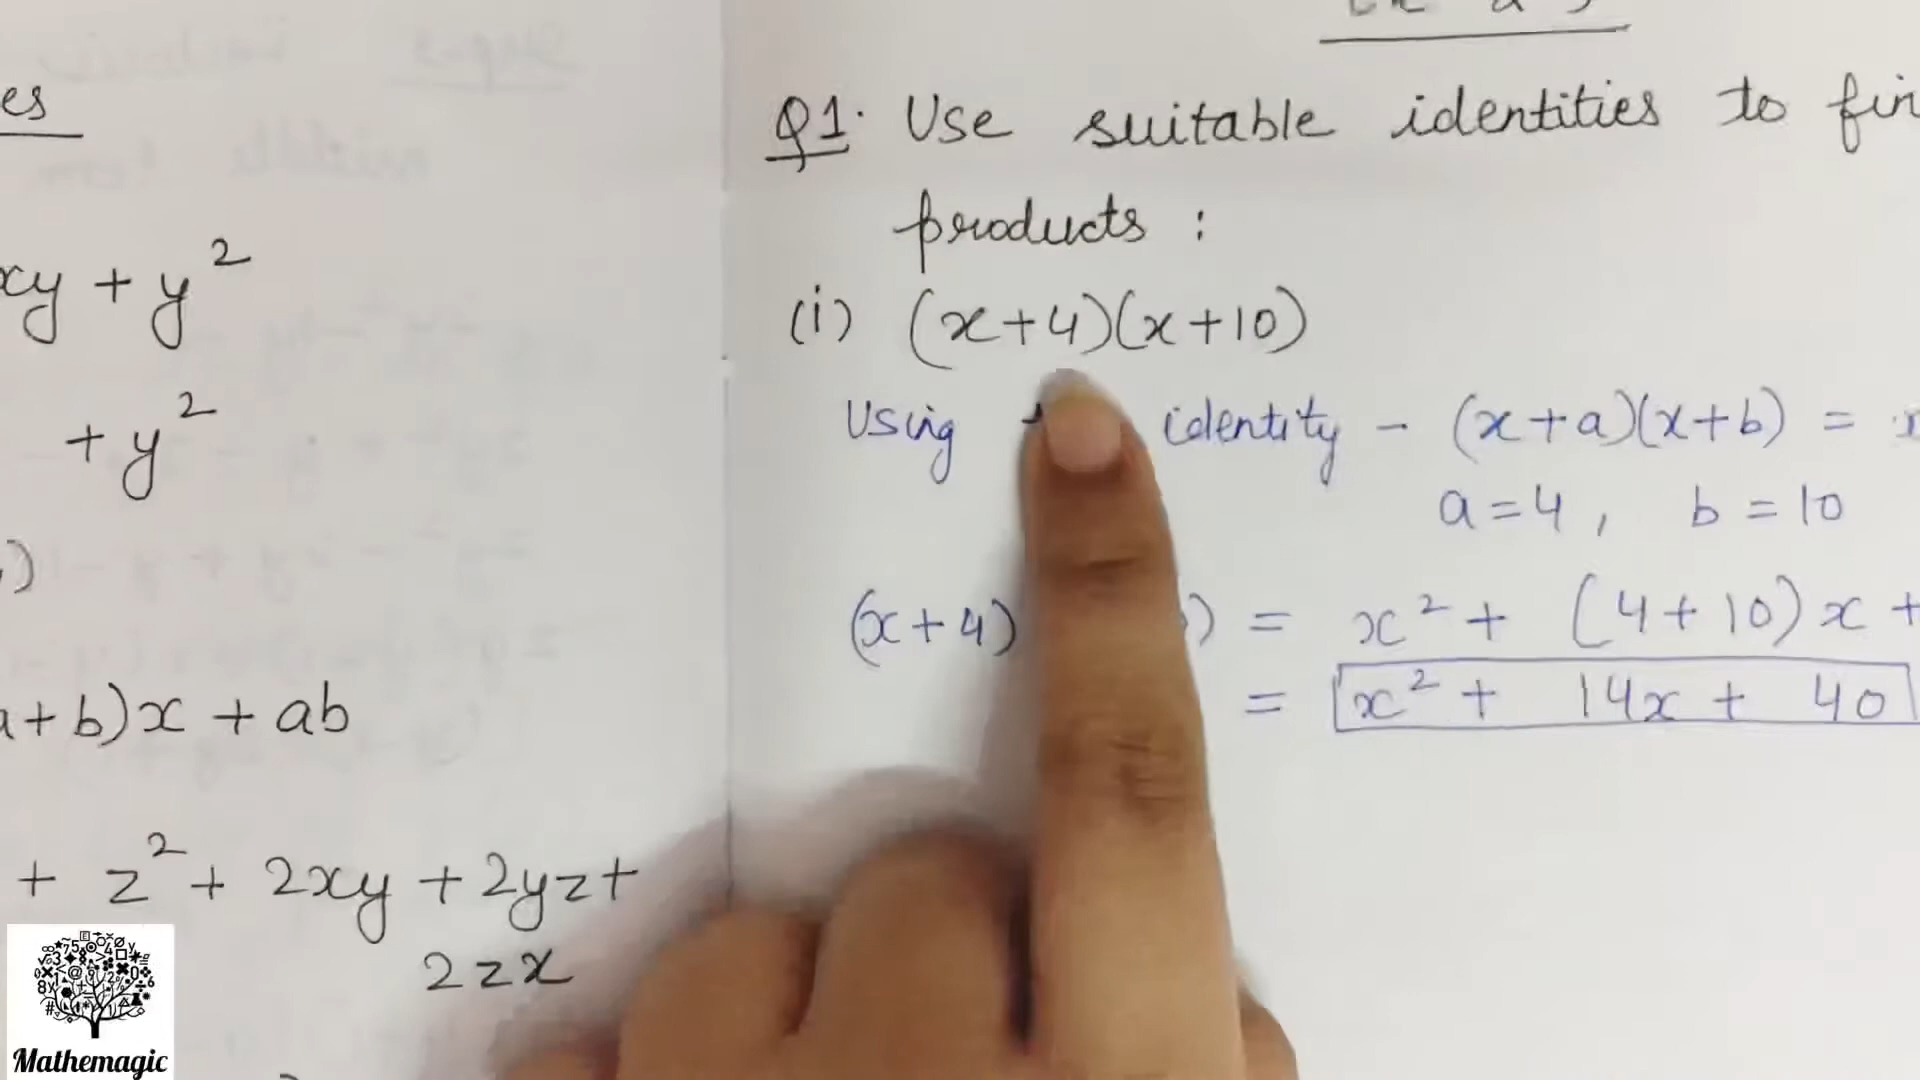 es
xy + y²
+ y²
)
a+b)x + ab
+ z² + 2xy + 2yz +
2zx
Q1. Use suitable identities to fin
products :
(i) (x+4)(x+10)
Using identity - (x+a)(x+b) =
a = 4 , b = 10
(x+4) ) = x² + (4+10)x +
= x² + 14x + 40
Mathemagic